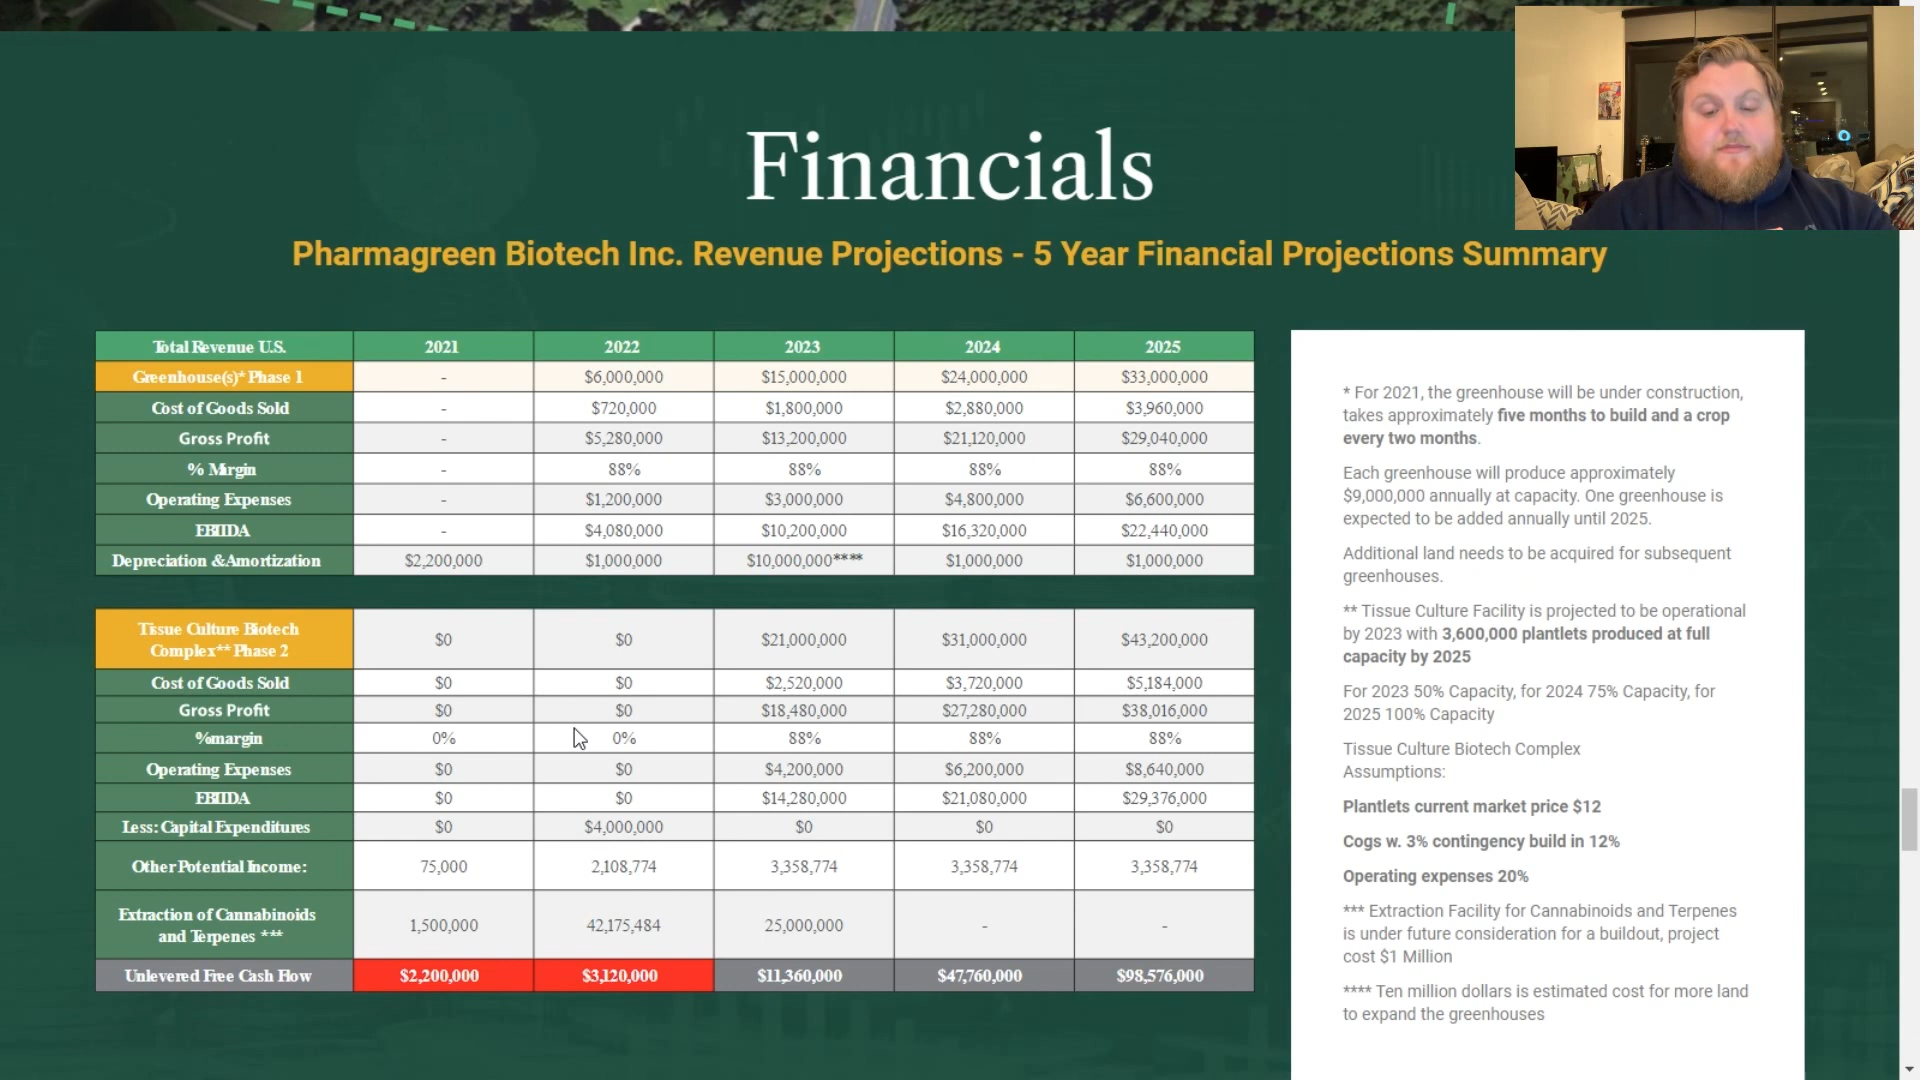 Financials
Pharmagreen Biotech Inc. Revenue Projections - 5 Year Financial Projections Summary
Total Revenue U.S. 2021 2022 2023 2024 2025
Greenhouse(s)* Phase 1 - $6,000,000 $15,000,000 $24,000,000 $33,000,000
Cost of Goods Sold - $720,000 $1,800,000 $2,880,000 $3,960,000
Gross Profit - $5,280,000 $13,200,000 $21,120,000 $29,040,000
% Margin - 88% 88% 88% 88%
Operating Expenses - $1,200,000 $3,000,000 $4,800,000 $6,600,000
EBITDA - $4,080,000 $10,200,000 $16,320,000 $22,440,000
Depreciation & Amortization $2,200,000 $1,000,000 $10,000,000**** $1,000,000 $1,000,000
Tissue Culture Biotech
Complex** Phase 2 $0 $0 $21,000,000 $31,000,000 $43,200,000
Cost of Goods Sold $0 $0 $2,520,000 $3,720,000 $5,184,000
Gross Profit $0 $0 $18,480,000 $27,280,000 $38,016,000
%margin 0% 0% 88% 88% 88%
Operating Expenses $0 $0 $4,200,000 $6,200,000 $8,640,000
EBITDA $0 $0 $14,280,000 $21,080,000 $29,376,000
Less: Capital Expenditures $0 $4,000,000 $0 $0 $0
Other Potential Income: 75,000 2,108,774 3,358,774 3,358,774 3,358,774
Extraction of Cannabinoids
and Terpenes *** 1,500,000 42,175,484 25,000,000 - -
Unlevered Free Cash Flow $2,200,000 $3,120,000 $11,360,000 $47,760,000 $98,576,000
* For 2021, the greenhouse will be under construction,
takes approximately five months to build and a crop
every two months.
Each greenhouse will produce approximately
$9,000,000 annually at capacity. One greenhouse is
expected to be added annually until 2025.
Additional land needs to be acquired for subsequent
greenhouses.
** Tissue Culture Facility is projected to be operational
by 2023 with 3,600,000 plantlets produced at full
capacity by 2025
For 2023 50% Capacity, for 2024 75% Capacity, for
2025 100% Capacity
Tissue Culture Biotech Complex
Assumptions:
Plantlets current market price $12
Cogs w. 3% contingency build in 12%
Operating expenses 20%
*** Extraction Facility for Cannabinoids and Terpenes
is under future consideration for a buildout, project
cost $1 Million
**** Ten million dollars is estimated cost for more land
to expand the greenhouses